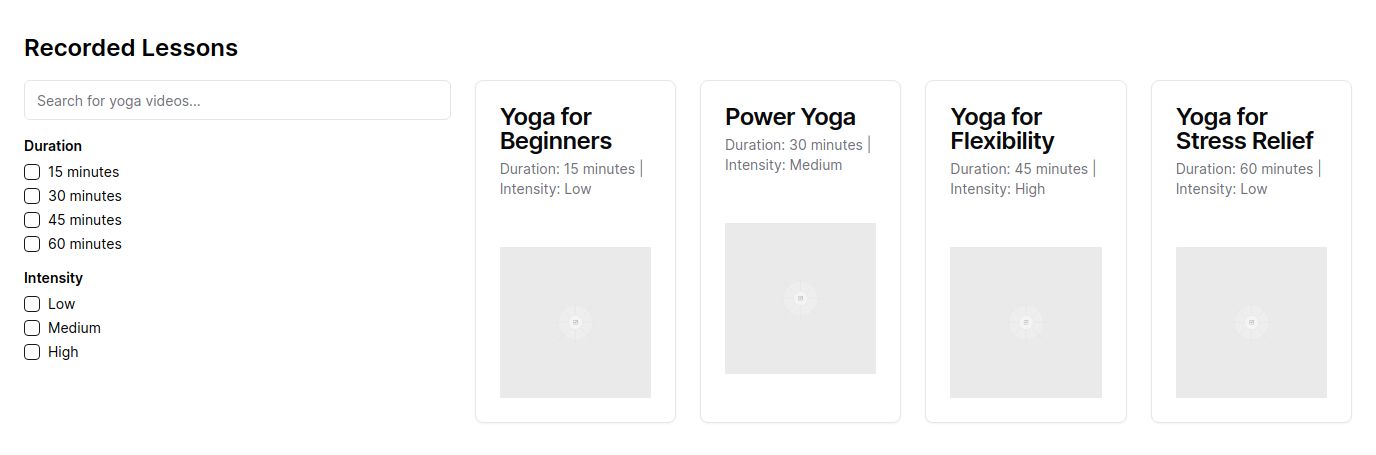 Recorded Lessons
Search for yoga videos...
Duration
15 minutes
30 minutes
45 minutes
60 minutes
Intensity
Low
Medium
High
Yoga for
Beginners
Duration: 15 minutes |
Intensity: Low
Power Yoga
Duration: 30 minutes |
Intensity: Medium
Yoga for
Flexibility
Duration: 45 minutes |
Intensity: High
Yoga for
Stress Relief
Duration: 60 minutes |
Intensity: Low